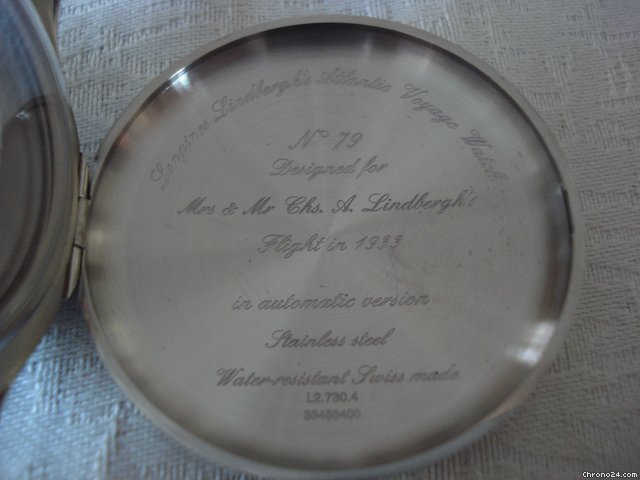 Longines Lindbergh's Atlantic Voyage Watch
No 79
Designed for
Mrs & Mr Chs. A. Lindbergh's
Flight in 1933
in automatic version
Stainless steel
Water-resistant Swiss made
L2.730.4
Chrono24.com